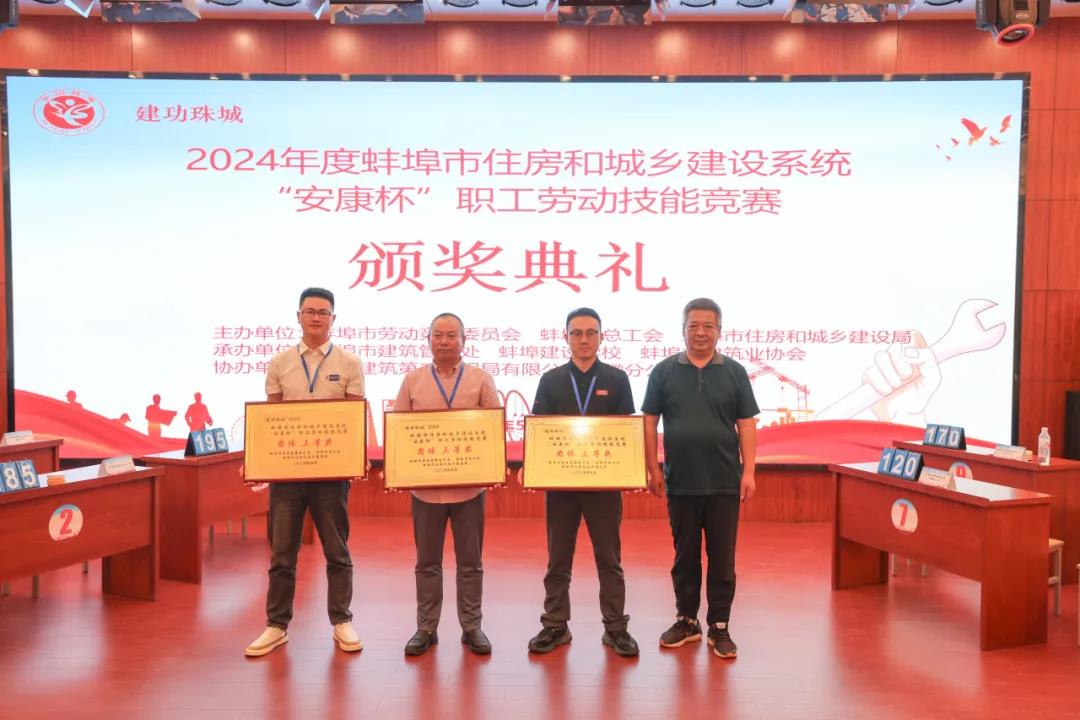 建功珠城
2024年度蚌埠市住房和城乡建设系统
“安康杯”职工劳动技能竞赛
颁奖典礼
主办单位 埠市劳动 委员会 蚌 总工会 市住房和城乡建设局
承办单位 埠市建筑管 处 蚌埠建设 校 蚌埠 建筑业协会
协办单 建筑第 局有限公 徽分公
团体 三等奖
团体 三等奖
团体 三等奖
195
185
2
170
120
9
7